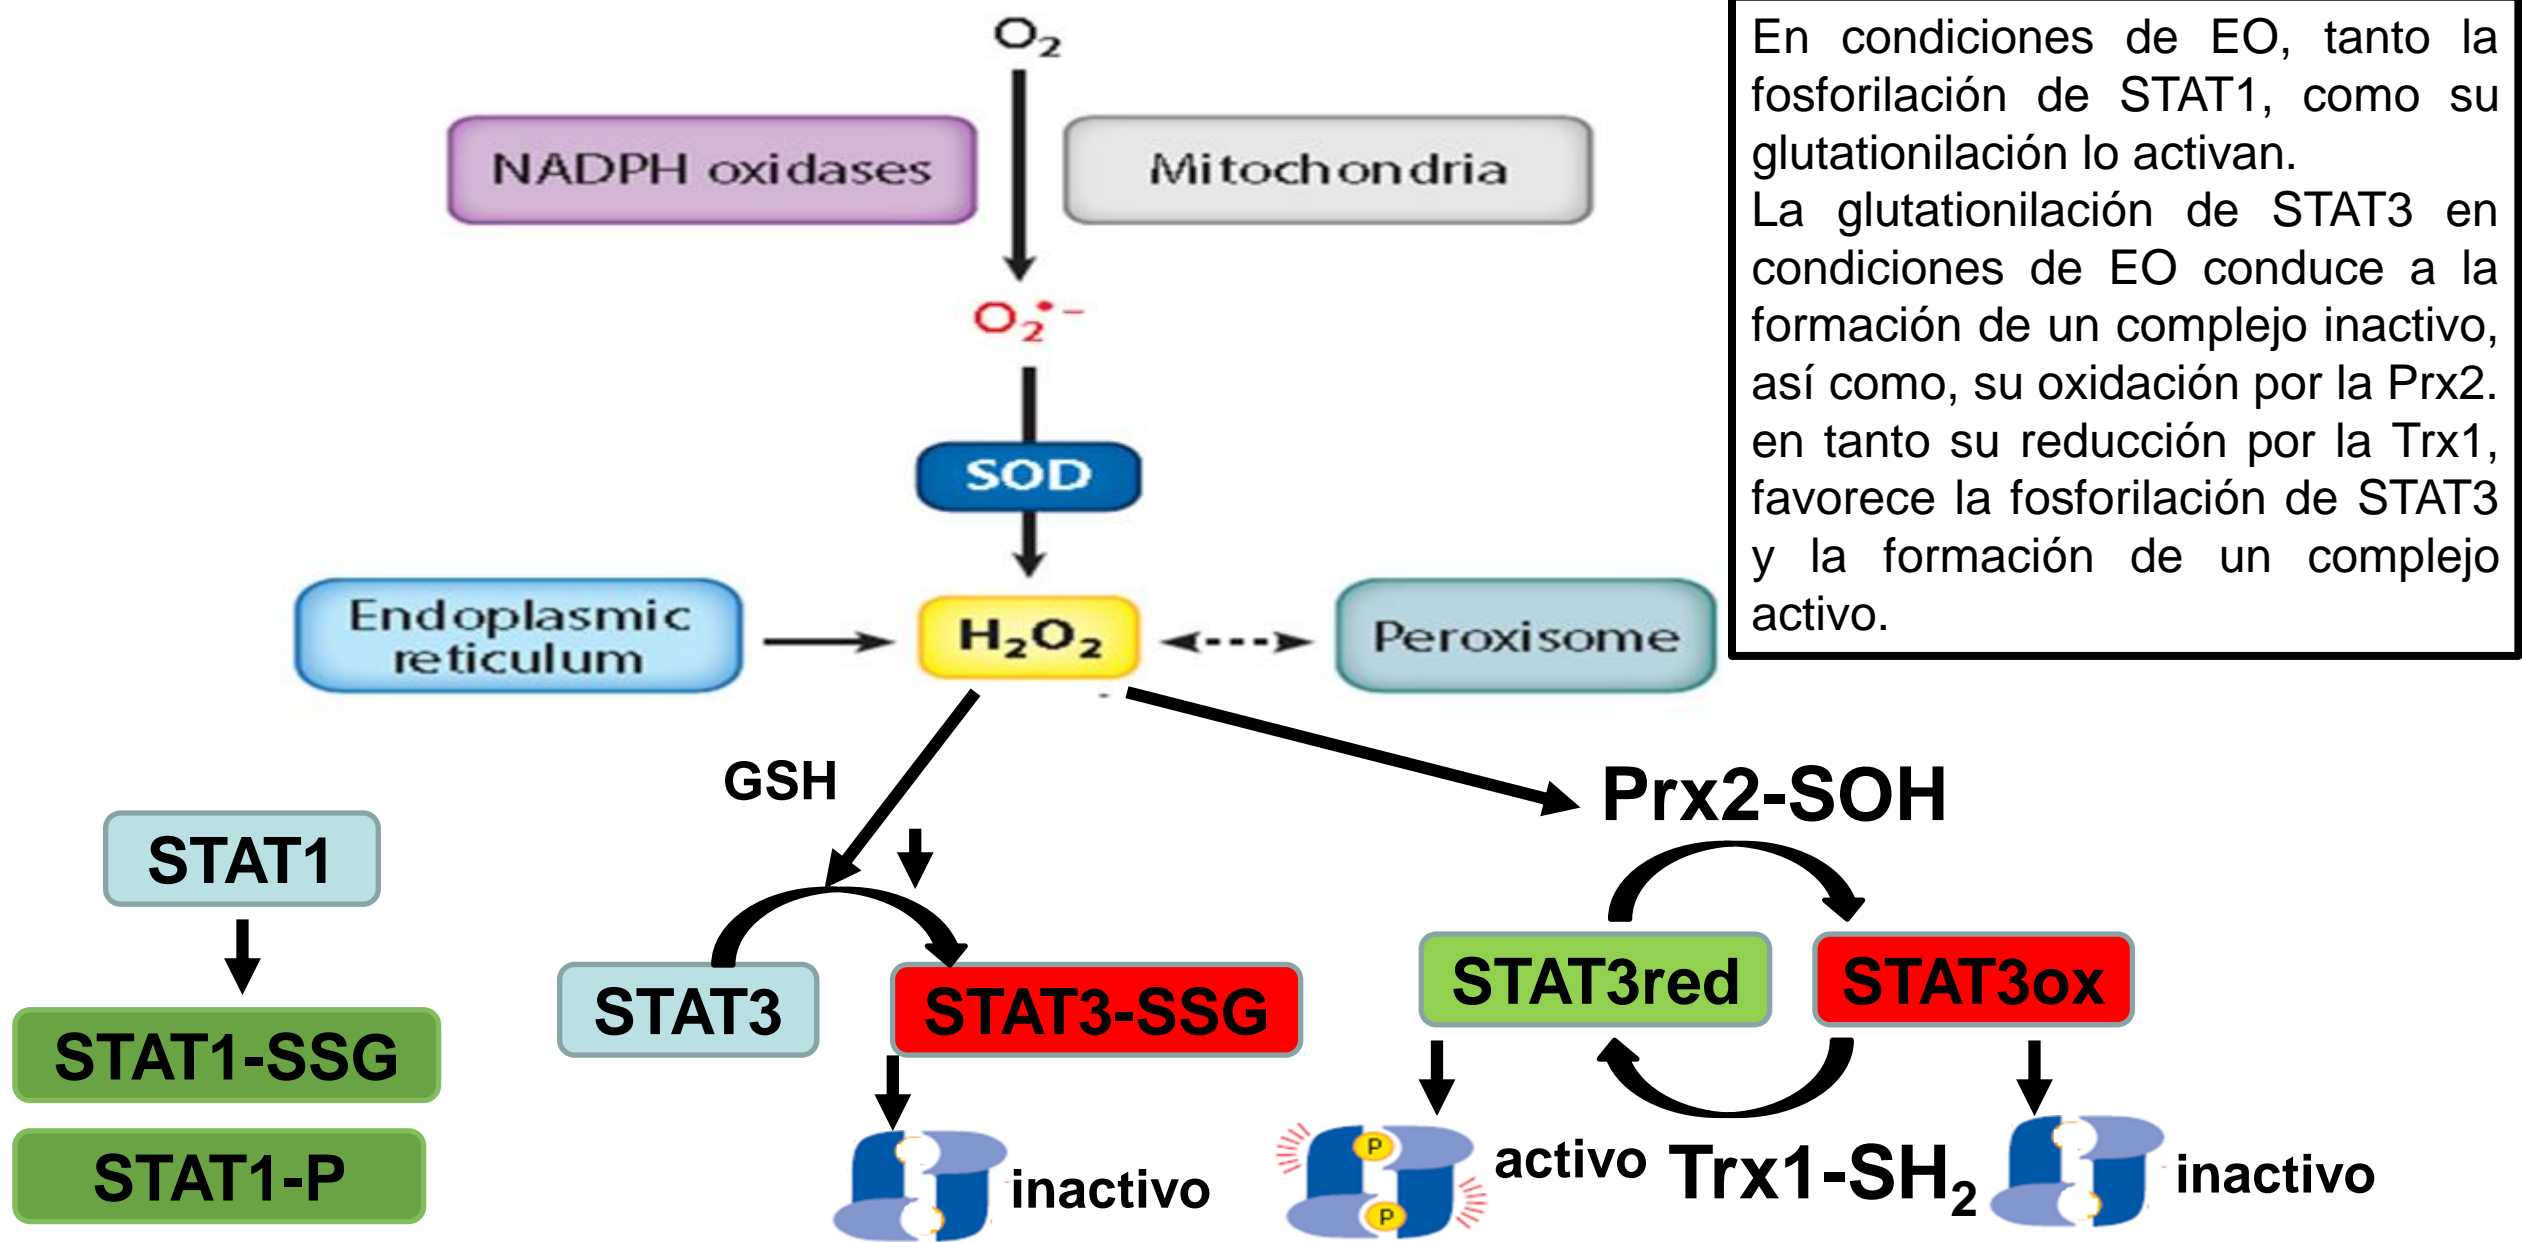 O₂
NADPH oxidases
Mitochondria
O₂•−
SOD
Endoplasmic
reticulum
H₂O₂
Peroxisome
En condiciones de EO, tanto la
fosforilación de STAT1, como su
glutationilación lo activan.
La glutationilación de STAT3 en
condiciones de EO conduce a la
formación de un complejo inactivo,
así como, su oxidación por la Prx2.
en tanto su reducción por la Trx1,
favorece la fosforilación de STAT3
y la formación de un complejo
activo.
GSH
Prx2-SOH
STAT1
STAT1-SSG
STAT1-P
STAT3
STAT3-SSG
inactivo
STAT3red
STAT3ox
P
P
activo
Trx1-SH₂
inactivo